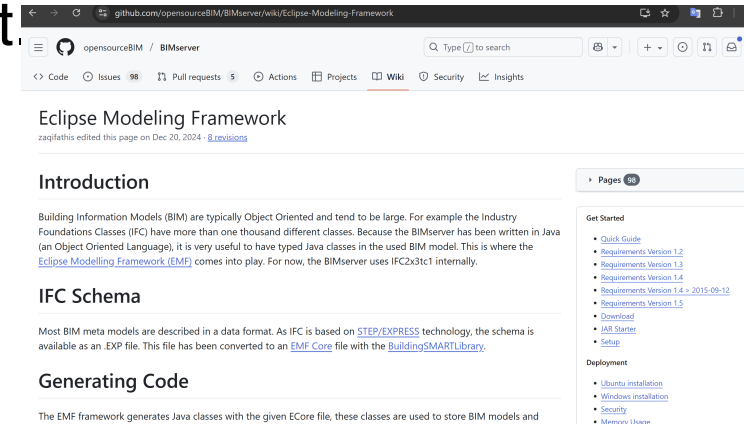 t.
github.com/opensourceBIM/BIMserver/wiki/Eclipse-Modeling-Framework
opensourceBIM / BIMserver
Type / to search
Code Issues 98 Pull requests 5 Actions Projects Wiki Security Insights
Eclipse Modeling Framework
zaqifathis edited this page on Dec 20, 2024 · 8 revisions
Introduction
Building Information Models (BIM) are typically Object Oriented and tend to be large. For example the Industry
Foundations Classes (IFC) have more than one thousand different classes. Because the BIMserver has been written in Java
(an Object Oriented Language), it is very useful to have typed Java classes in the used BIM model. This is where the
Eclipse Modelling Framework (EMF) comes into play. For now, the BIMserver uses IFC2x3tc1 internally.
IFC Schema
Most BIM meta models are described in a data format. As IFC is based on STEP/EXPRESS technology, the schema is
available as an .EXP file. This file has been converted to an EMF Core file with the BuildingSMARTLibrary.
Generating Code
The EMF framework generates Java classes with the given ECore file, these classes are used to store BIM models and
Pages 98
Get Started
Quick Guide
Requirements Version 1.2
Requirements Version 1.3
Requirements Version 1.4
Requirements Version 1.4 > 2015-09-12
Requirements Version 1.5
Download
JAR Starter
Setup
Deployment
Ubuntu installation
Windows installation
Security
Memory Usage